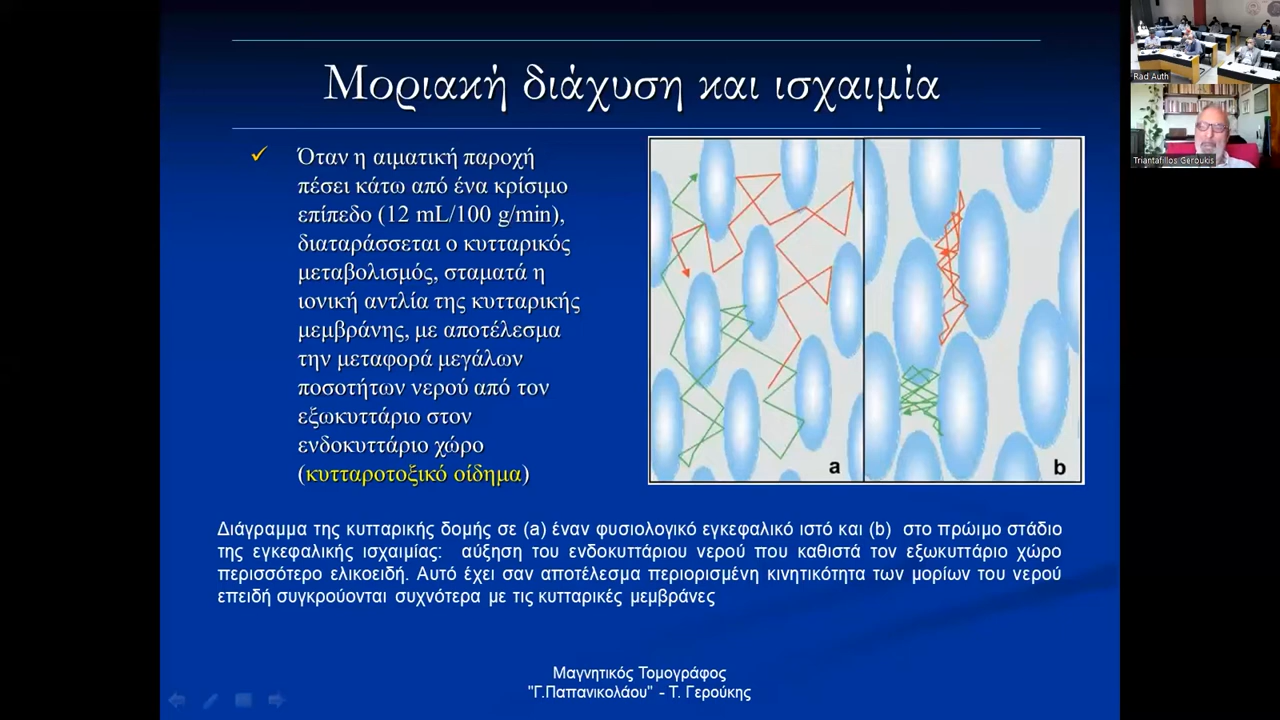 Μοριακή διάχυση και ισχαιμία
Όταν η αιματική παροχή
πέσει κάτω από ένα κρίσιμο
επίπεδο (12 mL/100 g/min),
διαταράσσεται ο κυτταρικός
μεταβολισμός, σταματά η
ιονική αντλία της κυτταρικής
μεμβράνης, με αποτέλεσμα
την μεταφορά μεγάλων
ποσοτήτων νερού από τον
εξωκυττάριο στον
ενδοκυττάριο χώρο
(κυτταροτοξικό οίδημα)
a
b
Διάγραμμα της κυτταρικής δομής σε (a) έναν φυσιολογικό εγκεφαλικό ιστό και (b) στο πρώιμο στάδιο
της εγκεφαλικής ισχαιμίας: αύξηση του ενδοκυττάριου νερού που καθιστά τον εξωκυττάριο χώρο
περισσότερο ελικοειδή. Αυτό έχει σαν αποτέλεσμα περιορισμένη κινητικότητα των μορίων του νερού
επειδή συγκρούονται συχνότερα με τις κυτταρικές μεμβράνες
Μαγνητικός Τομογράφος
"Γ.Παπανικολάου" - Τ. Γερούκης
Rad Auth
Triantafillos Geroukis